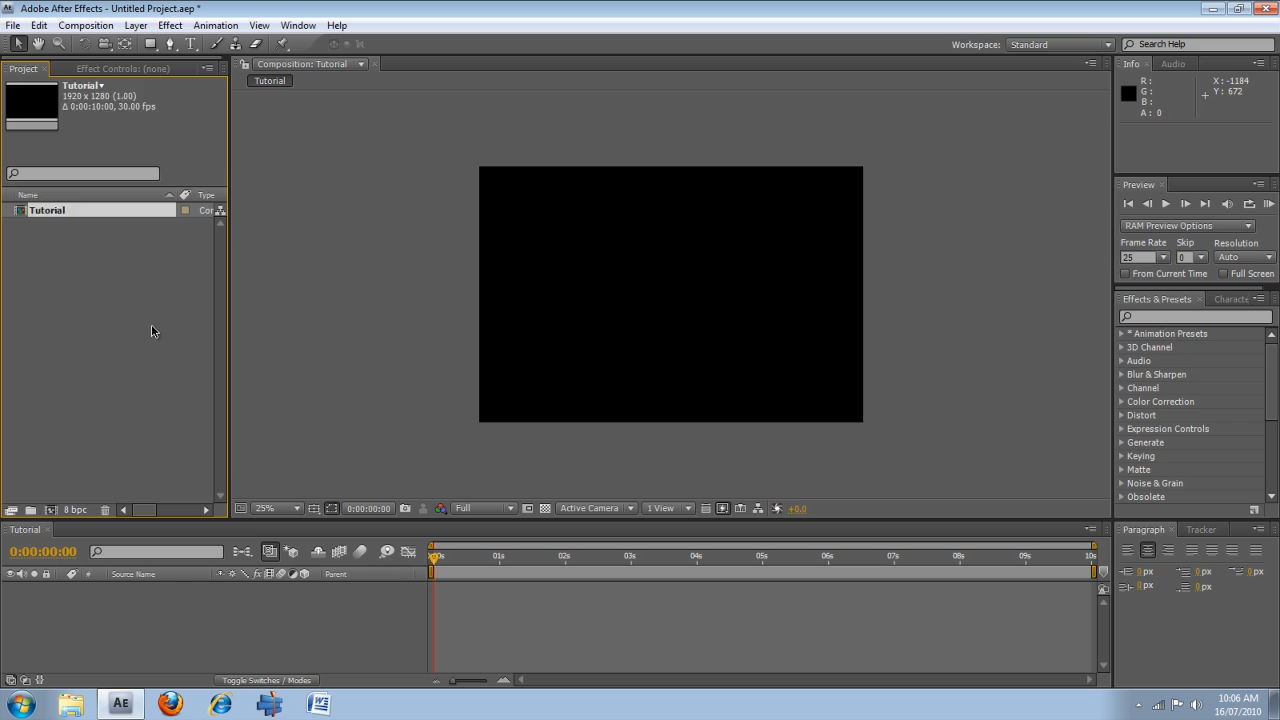 Adobe After Effects - Untitled Project.aep *
File Edit Composition Layer Effect Animation View Window Help
Workspace: Standard Search Help
Project Effect Controls: (none)
Tutorial
1920 x 1280 (1.00)
Δ 0:00:10:00, 30.00 fps
Name Type
Tutorial Cor
8 bpc
Composition: Tutorial
Tutorial
25% 0:00:00:00 Full Active Camera 1 View +0.0
Info Audio
R :
G :
B :
A : 0
X : -1184
Y : 672
Preview
RAM Preview Options
Frame Rate Skip Resolution
25 0 Auto
From Current Time Full Screen
Effects & Presets Characte
* Animation Presets
3D Channel
Audio
Blur & Sharpen
Channel
Color Correction
Distort
Expression Controls
Generate
Keying
Matte
Noise & Grain
Obsolete
Tutorial
0:00:00:00
# Source Name Parent
01s 02s 03s 04s 05s 06s 07s 08s 09s 10s
Toggle Switches / Modes
Paragraph Tracker
0 px 0 px 0 px
0 px 0 px
10:06 AM
16/07/2010